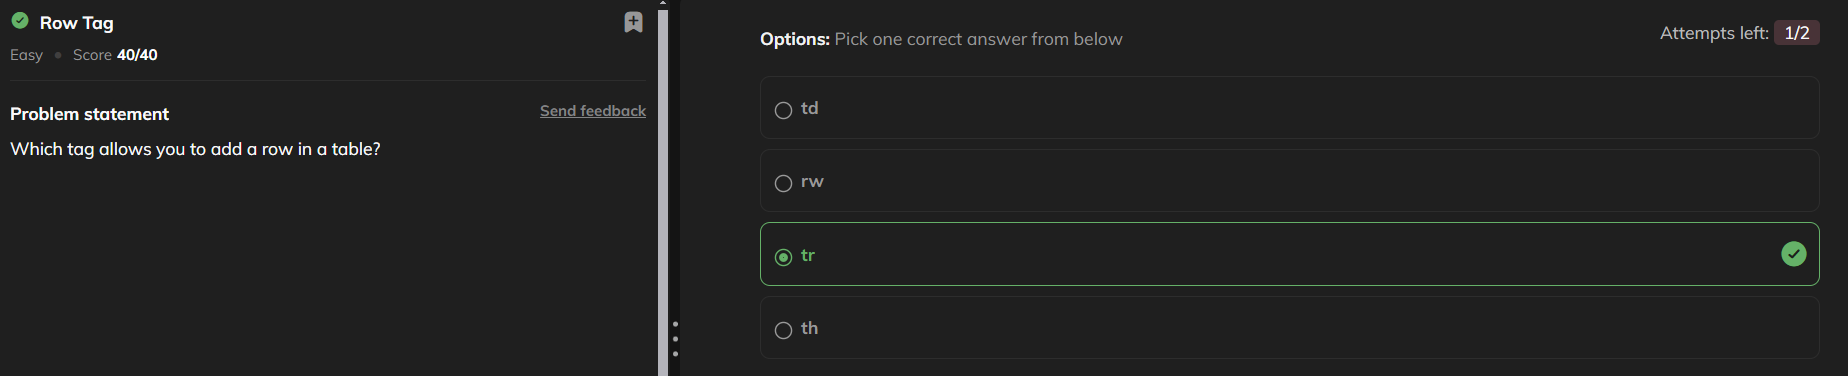 Row Tag
Easy • Score 40/40
Problem statement
Send feedback
Which tag allows you to add a row in a table?
Options: Pick one correct answer from below
Attempts left: 1/2
td
rw
tr
th